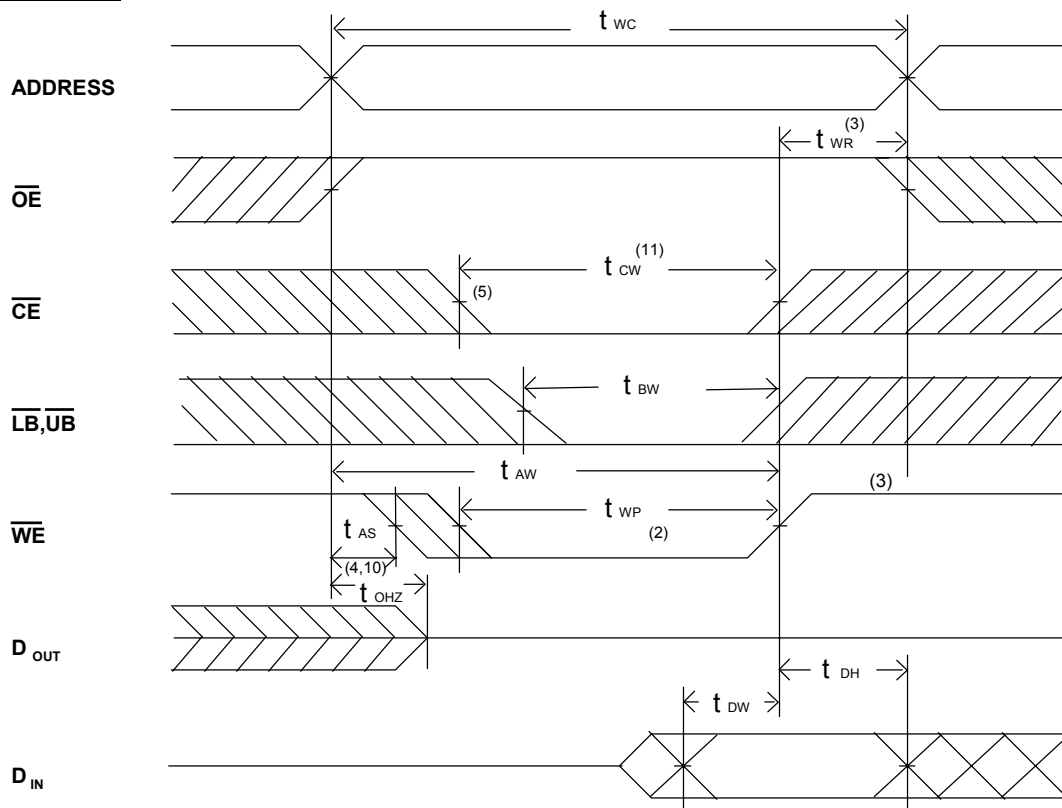 t WC
ADDRESS
t WR (3)
OE
t CW (11)
(5)
CE
t BW
LB,UB
t AW
(3)
t WP
(2)
WE
t AS
(4,10)
t OHZ
D OUT
t DH
t DW
D IN